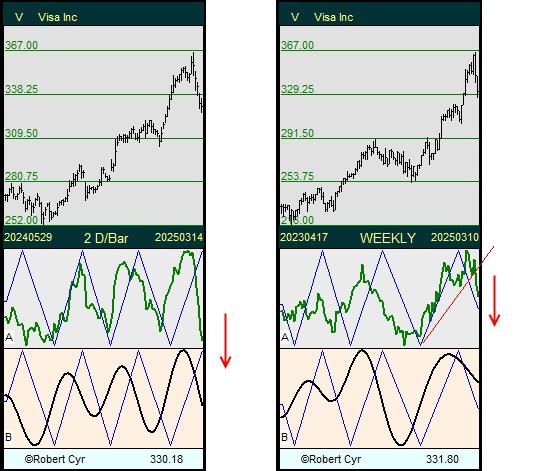 V Visa Inc
367.00
338.25
309.50
280.75
252.00
20240529 2 D/Bar 20250314
A
B
©Robert Cyr 330.18
V Visa Inc
367.00
329.25
291.50
253.75
216.00
20230417 WEEKLY 20250310
A
B
©Robert Cyr 331.80